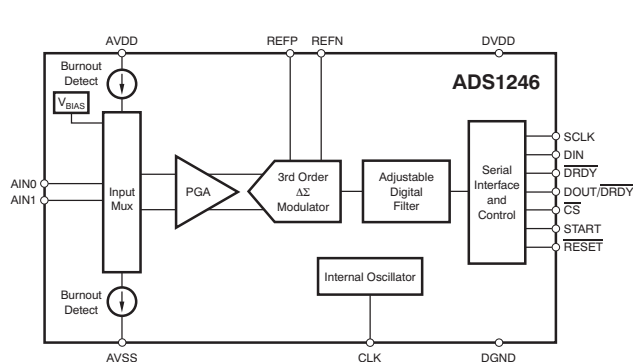 AVDD
REFP
REFN
DVDD
Burnout
Detect
ADS1246
VBIAS
SCLK
DIN
DRDY
DOUT/DRDY
CS
START
RESET
AIN0
AIN1
Input
Mux
PGA
3rd Order
ΔΣ
Modulator
Adjustable
Digital
Filter
Serial
Interface
and
Control
Internal Oscillator
Burnout
Detect
AVSS
CLK
DGND